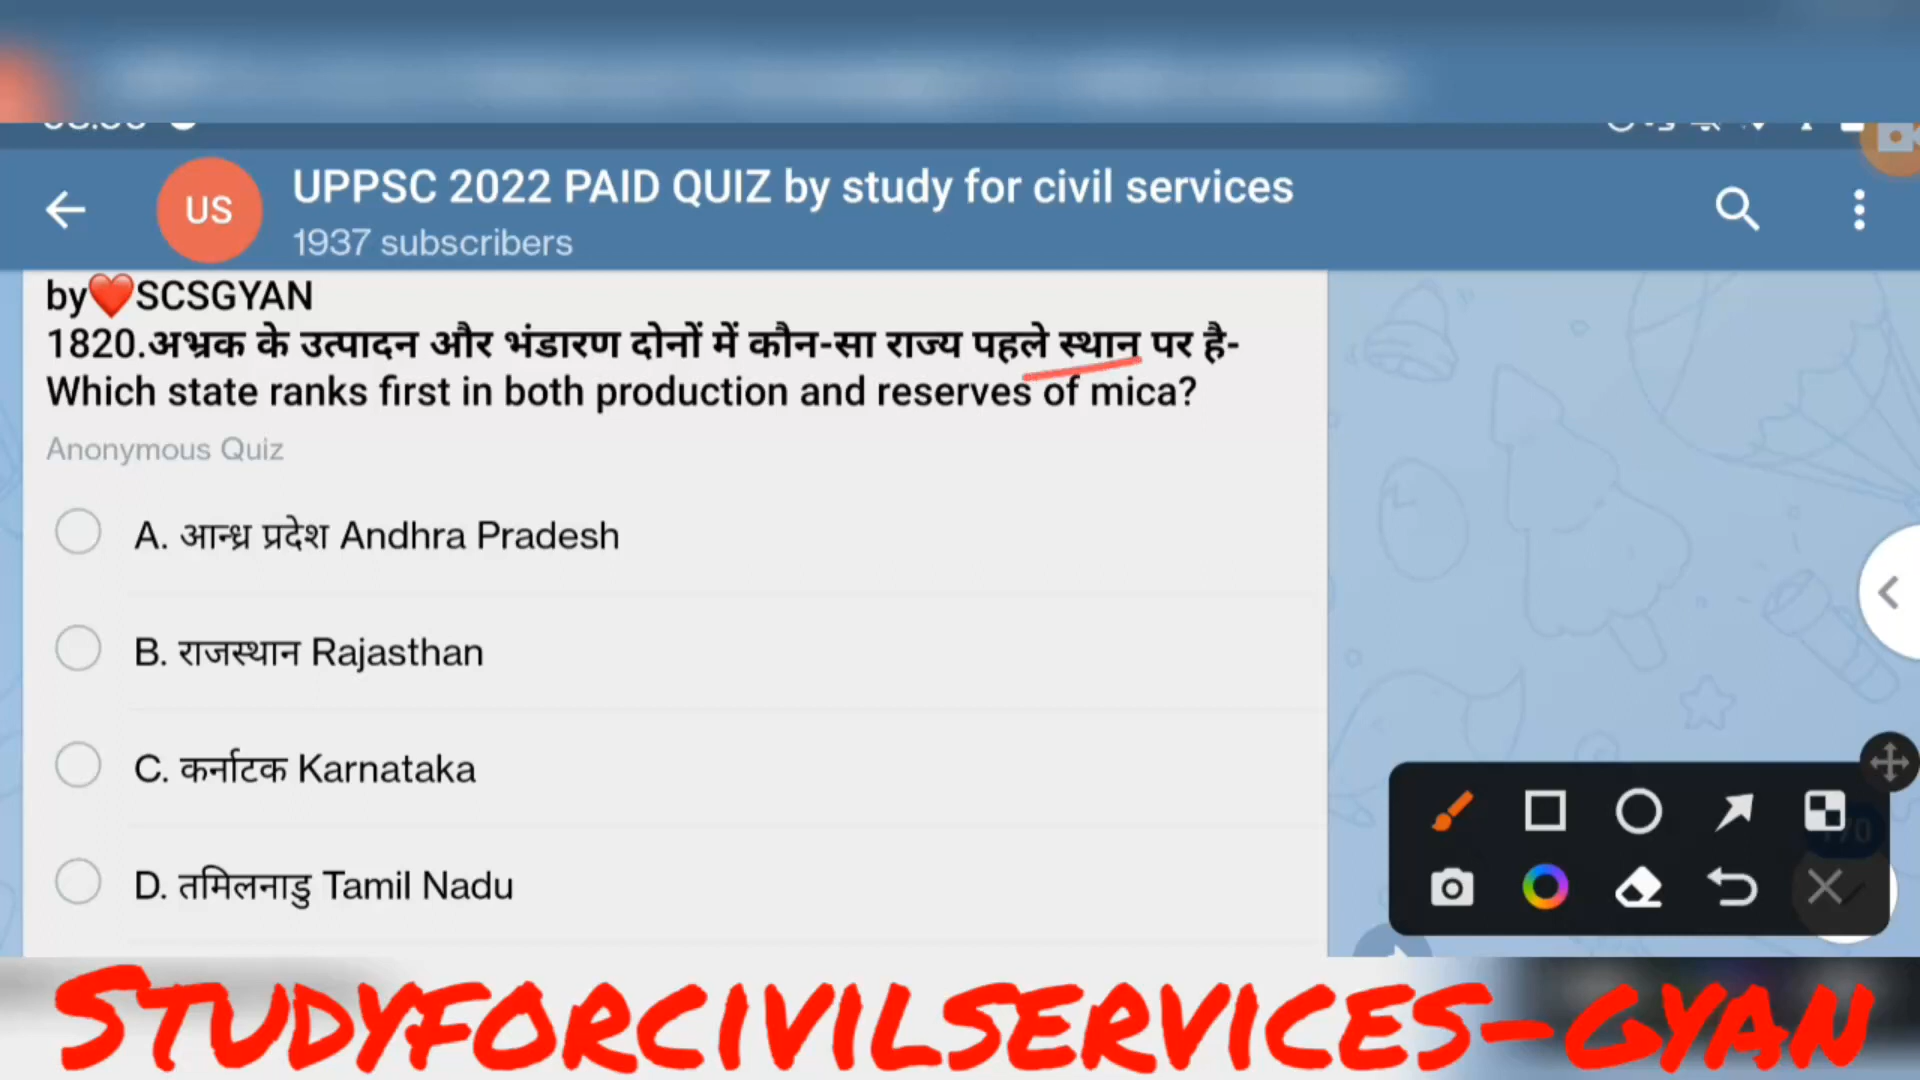 UPPSC 2022 PAID QUIZ by study for civil services
US
1937 subscribers
by❤️SCSGYAN
1820.अभ्रक के उत्पादन और भंडारण दोनों में कौन-सा राज्य पहले स्थान पर है-
Which state ranks first in both production and reserves of mica?
Anonymous Quiz
A. आन्ध्र प्रदेश Andhra Pradesh
B. राजस्थान Rajasthan
C. कर्नाटक Karnataka
D. तमिलनाडु Tamil Nadu
STUDYFORCIVILSERVICES-GYAN